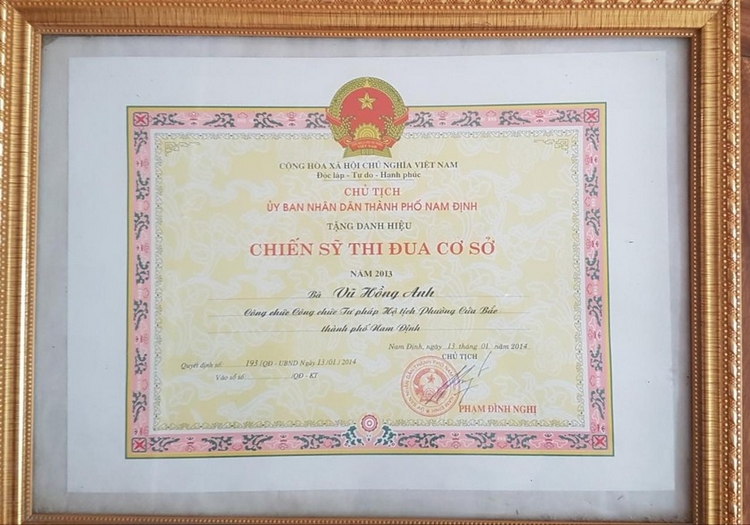 CỘNG HÒA XÃ HỘI CHỦ NGHĨA VIỆT NAM
Độc lập - Tự do - Hạnh phúc
CHỦ TỊCH
ỦY BAN NHÂN DÂN THÀNH PHỐ NAM ĐỊNH
TẶNG DANH HIỆU
CHIẾN SỸ THI ĐUA CƠ SỞ
NĂM 2013
Bà Vũ Hồng Anh
Công chức Công chức Tư pháp Hộ tịch Phường Cửa Bắc
thành phố Nam Định
Nam Định, ngày 13 tháng 01 năm 2014
CHỦ TỊCH
Quyết định số: 193/QĐ - UBND Ngày 13/01/2014
Vào sổ số: ............/QĐ - KT
PHẠM ĐÌNH NGHỊ